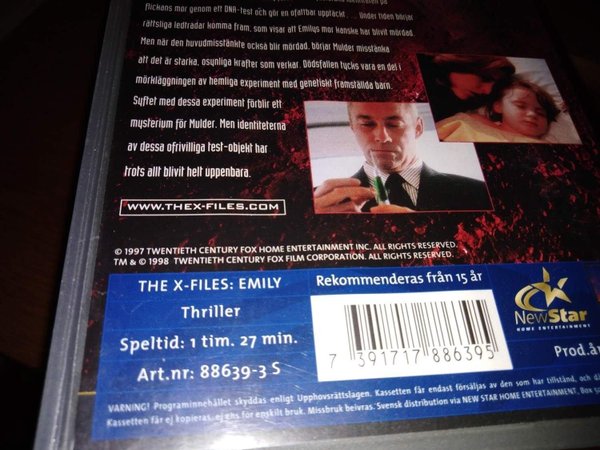 flickans mor genom ett DNA-test och gör en ofattbar upptäckt . . . Under tiden börjar
rättsliga ledtrådar komma fram, som visar att Emilys mor kanske har blivit mördad.
Men när den huvudmisstänkte också blir mördad, börjar Mulder misstänka
att det är starka, osynliga krafter som verkar. Dödsfallen tycks vara en del i
mörkläggningen av hemliga experiment med genetiskt framställda barn.
Syftet med dessa experiment förblir ett
mysterium för Mulder. Men identiteterna
av dessa ofrivilliga test-objekt har
trots allt blivit helt uppenbara.
WWW.THEX-FILES.COM
© 1997 TWENTIETH CENTURY FOX HOME ENTERTAINMENT INC. ALL RIGHTS RESERVED.
TM & © 1998 TWENTIETH CENTURY FOX FILM CORPORATION. ALL RIGHTS RESERVED.
THE X-FILES: EMILY
Thriller
Speltid: 1 tim. 27 min.
Art.nr: 88639-3 S
Rekommenderas från 15 år
7 391717 886395
NewStar
HOME ENTERTAINMENT
Prod.år
VARNING! Programinnehållet skyddas enligt Upphovsrättslagen. Kassetten får endast försäljas av den som har tillstånd, och då
Kassetten får ej kopieras, ej ens för enskilt bruk. Missbruk beivras. Svensk distribution via NEW STAR HOME ENTERTAINMENT. Box